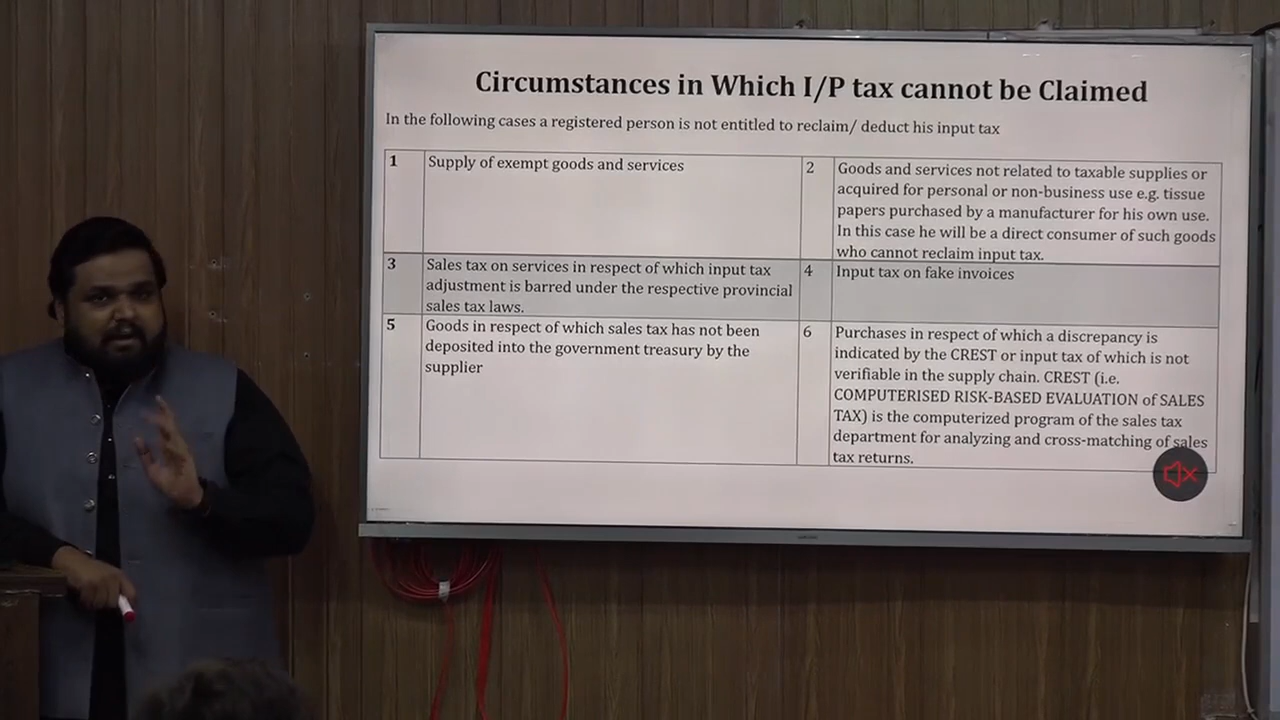 Circumstances in Which I/P tax cannot be Claimed
In the following cases a registered person is not entitled to reclaim/ deduct his input tax
1
Supply of exempt goods and services
2
Goods and services not related to taxable supplies or
acquired for personal or non-business use e.g. tissue
papers purchased by a manufacturer for his own use.
In this case he will be a direct consumer of such goods
who cannot reclaim input tax.
3
Sales tax on services in respect of which input tax
adjustment is barred under the respective provincial
sales tax laws.
4
Input tax on fake invoices
5
Goods in respect of which sales tax has not been
deposited into the government treasury by the
supplier
6
Purchases in respect of which a discrepancy is
indicated by the CREST or input tax of which is not
verifiable in the supply chain. CREST (i.e.
COMPUTERISED RISK-BASED EVALUATION of SALES
TAX) is the computerized program of the sales tax
department for analyzing and cross-matching of sales
tax returns.